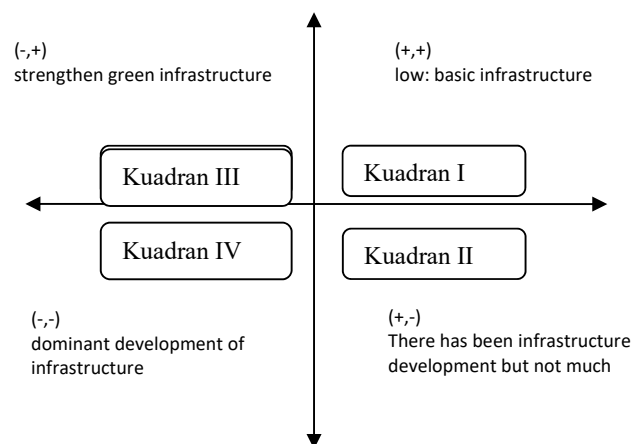 (-,+)
strengthen green infrastructure
(+,+)
low: basic infrastructure
Kuadran III
Kuadran I
Kuadran IV
Kuadran II
(-,-)
dominant development of
infrastructure
(+,-)
There has been infrastructure
development but not much